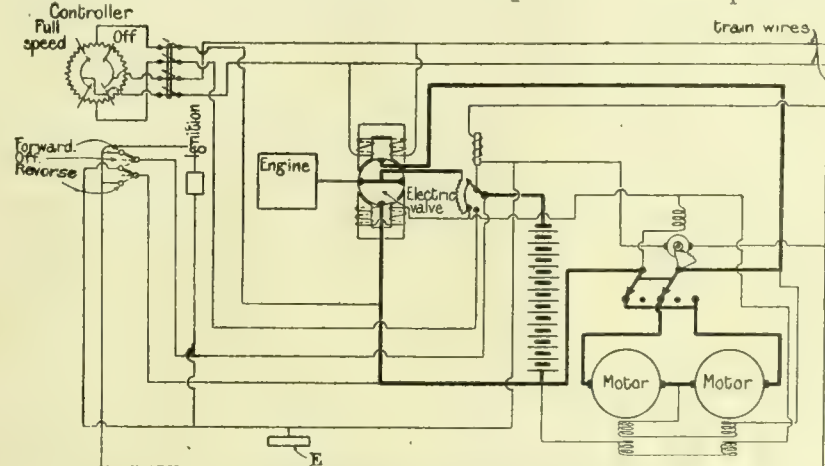 Controller
Full
speed
Off
train wires
Ignition
Forward.
Off.
Reverse
Engine
Electric
valve
Motor
Motor
E